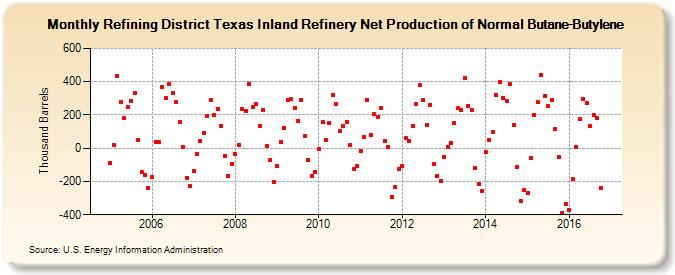 Monthly Refining District Texas Inland Refinery Net Production of Normal Butane-Butylene
Thousand Barrels
600
400
200
0
-200
-400
2006 2008 2010 2012 2014 2016
Source: U.S. Energy Information Administration